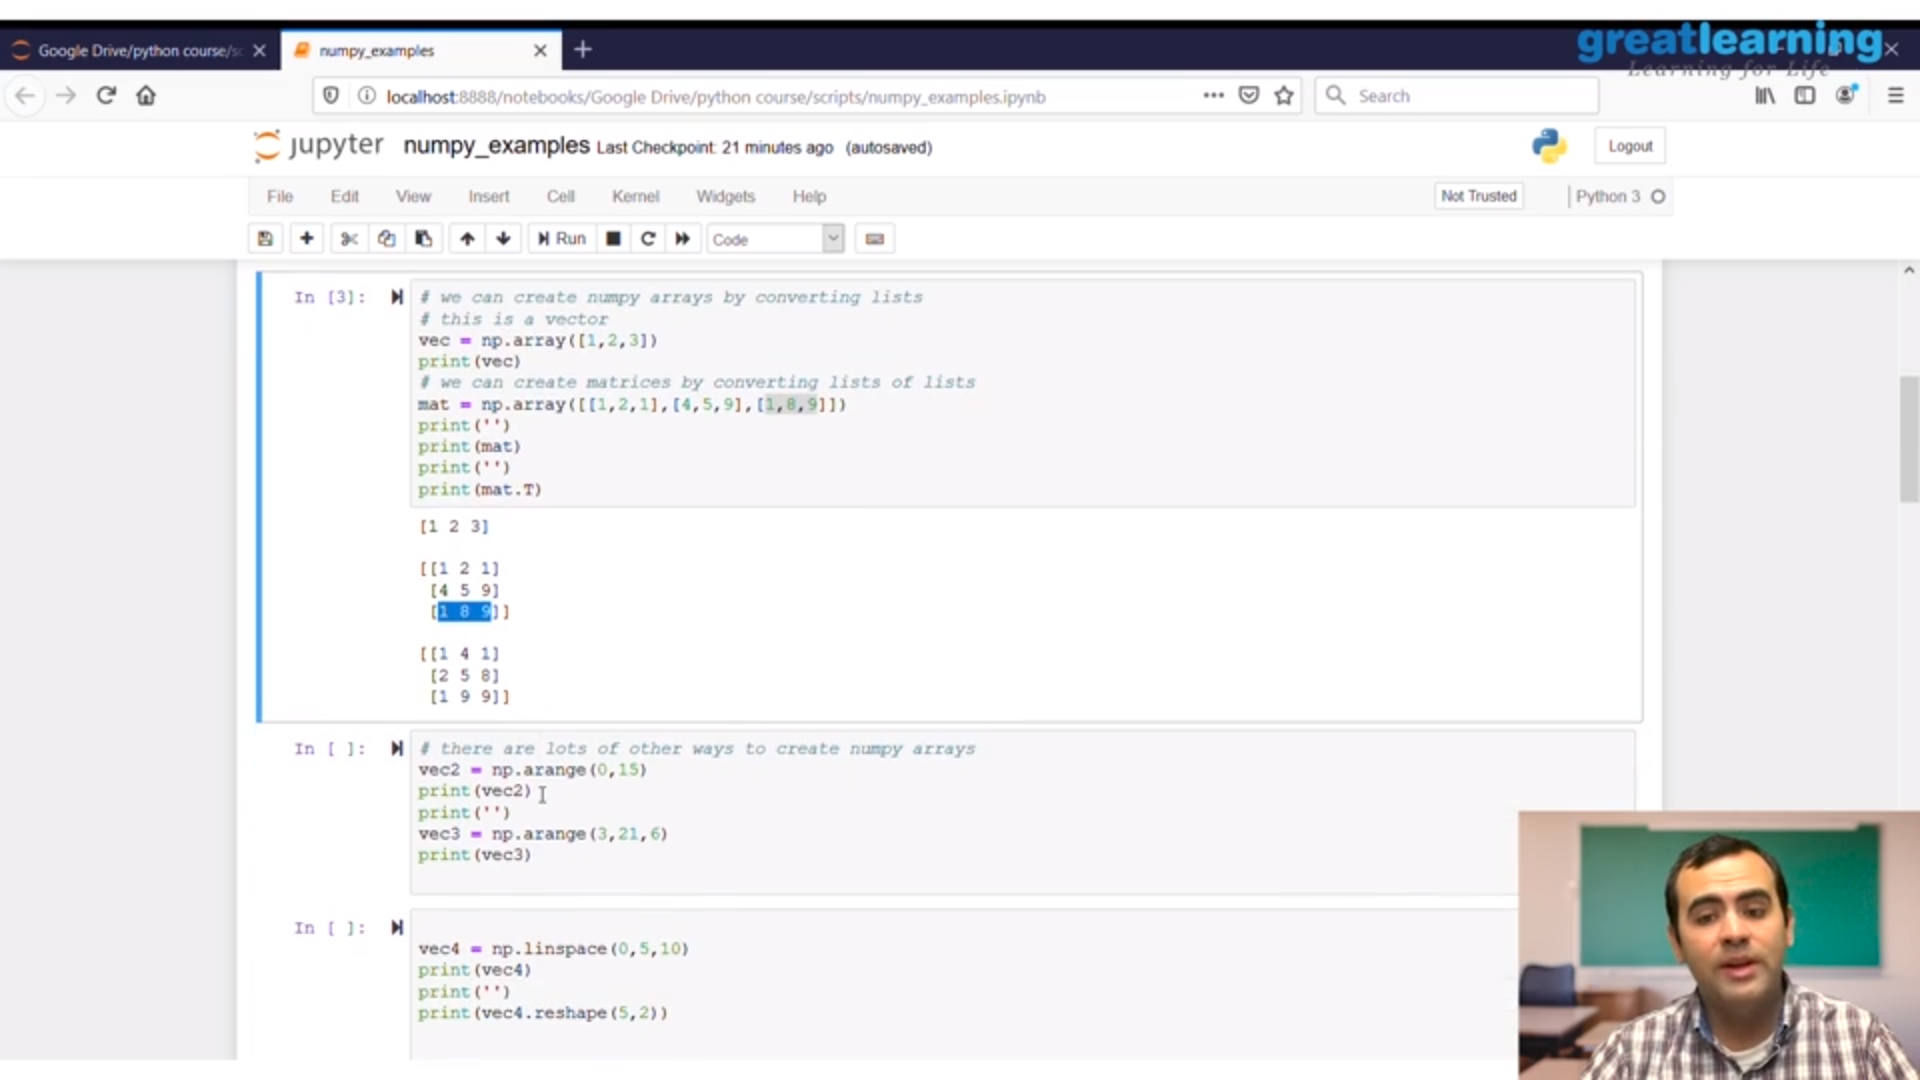 Google Drive/python course/sc
numpy_examples
greatlearning
Learning for Life
localhost:8888/notebooks/Google Drive/python course/scripts/numpy_examples.ipynb
Search
jupyter numpy_examples Last Checkpoint: 21 minutes ago (autosaved)
Logout
File Edit View Insert Cell Kernel Widgets Help
Not Trusted
Python 3
Run
Code
In [3]:
# we can create numpy arrays by converting lists
# this is a vector
vec = np.array([1,2,3])
print(vec)
# we can create matrices by converting lists of lists
mat = np.array([[1,2,1],[4,5,9],[1,8,9]])
print('')
print(mat)
print('')
print(mat.T)
[1 2 3]
[[1 2 1]
[4 5 9]
[1 8 9]]
[[1 4 1]
[2 5 8]
[1 9 9]]
In [ ]:
# there are lots of other ways to create numpy arrays
vec2 = np.arange(0,15)
print(vec2)
print('')
vec3 = np.arange(3,21,6)
print(vec3)
In [ ]:
vec4 = np.linspace(0,5,10)
print(vec4)
print('')
print(vec4.reshape(5,2))